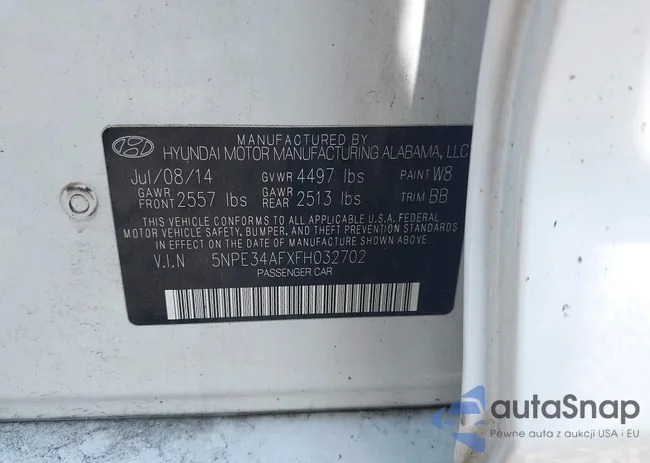 MANUFACTURED BY
HYUNDAI MOTOR MANUFACTURING ALABAMA, LLC
Jul/08/14 GVWR 4497 lbs PAINT W8
GAWR FRONT 2557 lbs GAWR REAR 2513 lbs TRIM BB
THIS VEHICLE CONFORMS TO ALL APPLICABLE U.S.A. FEDERAL
MOTOR VEHICLE SAFETY, BUMPER, AND THEFT PREVENTION
STANDARDS IN EFFECT ON THE DATE OF MANUFACTURE SHOWN ABOVE
V.I.N 5NPE34AFXFH032702
PASSENGER CAR
autaSnap
Pewne auta z aukcji USA i EU